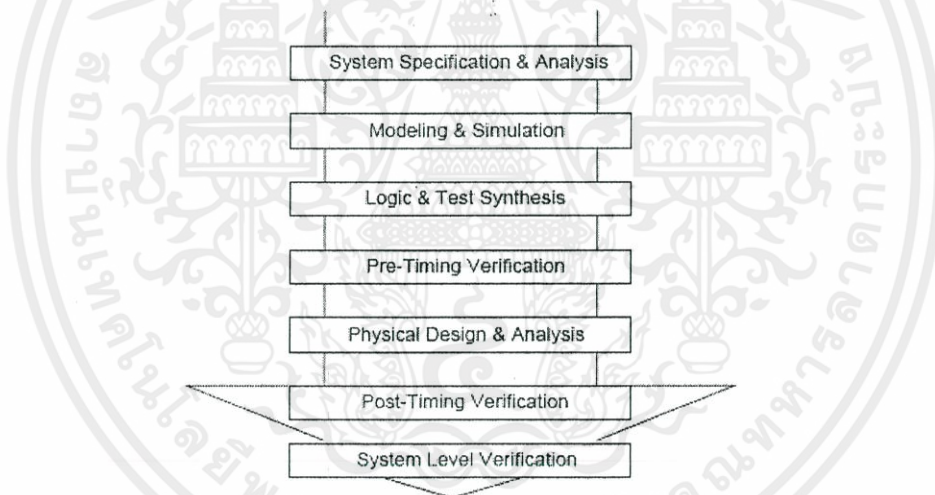 System Specification & Analysis
Modeling & Simulation
Logic & Test Synthesis
Pre-Timing Verification
Physical Design & Analysis
Post-Timing Verification
System Level Verification